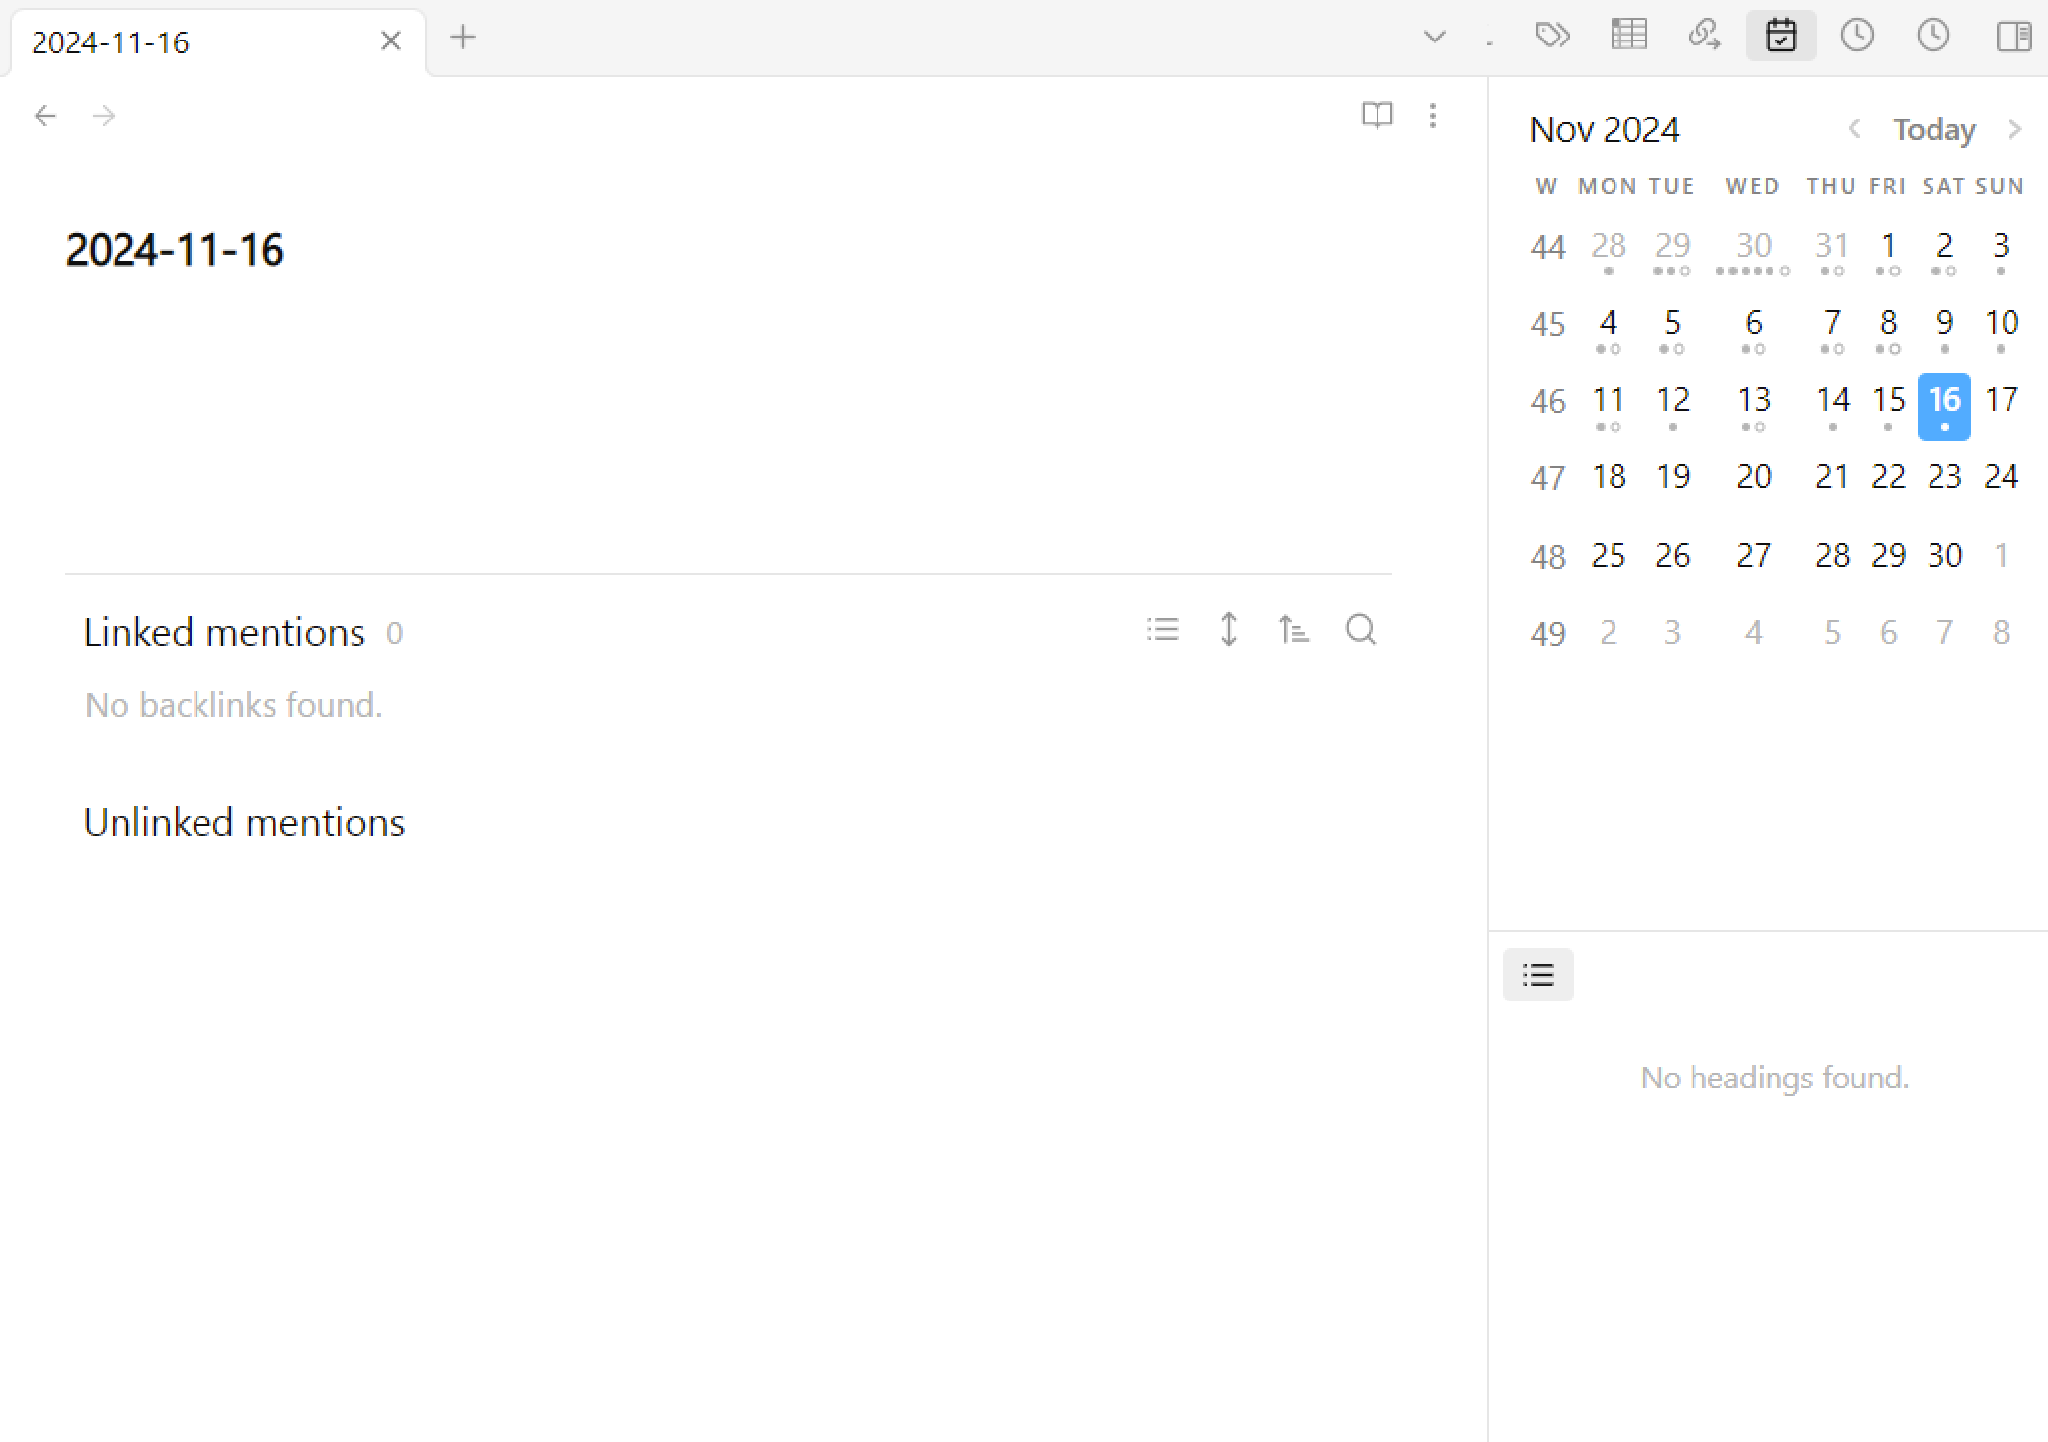 2024-11-16
2024-11-16
Linked mentions 0
No backlinks found.
Unlinked mentions
Nov 2024 Today
W MON TUE WED THU FRI SAT SUN
44 28 29 30 31 1 2 3
45 4 5 6 7 8 9 10
46 11 12 13 14 15 16 17
47 18 19 20 21 22 23 24
48 25 26 27 28 29 30 1
49 2 3 4 5 6 7 8
No headings found.